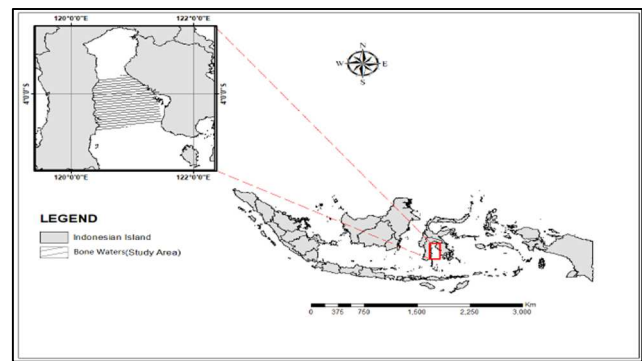 120°0'0"E 122°0'0"E
4°0'0"S 4°0'0"S
120°0'0"E 122°0'0"E
N
W E
S
LEGEND
Indonesian Island
Bone Waters(Study Area)
Km
0 375 750 1,500 2,250 3,000